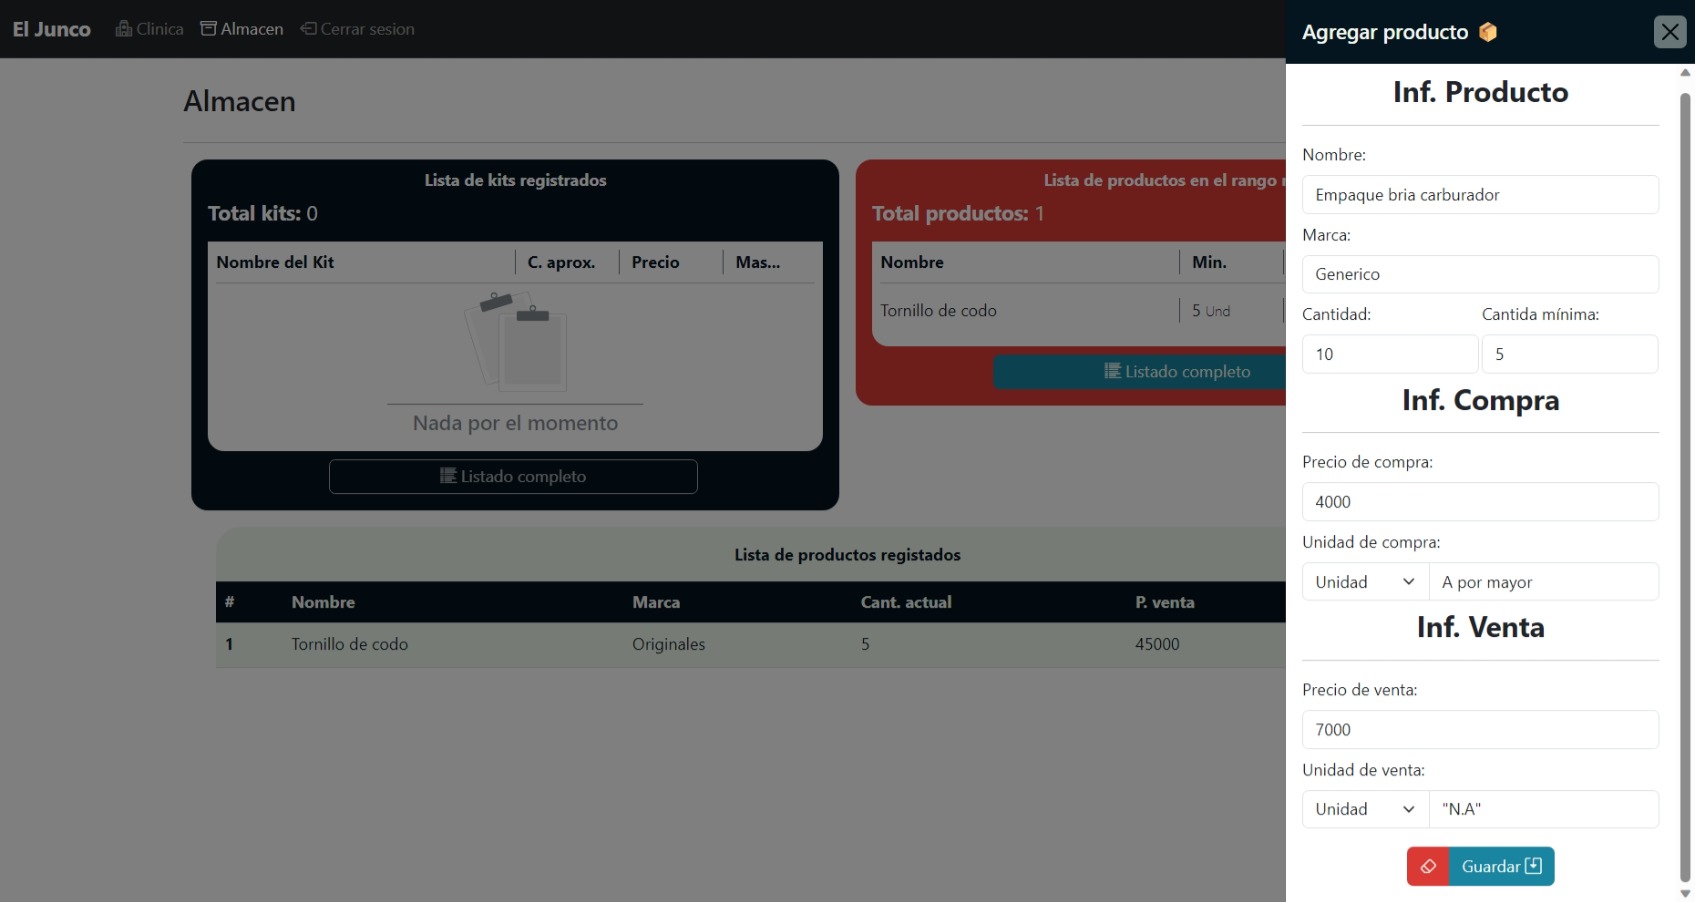 El Junco Clinica Almacen Cerrar sesion
Almacen
Lista de kits registrados
Total kits: 0
Nombre del Kit C. aprox. Precio Mas...
Nada por el momento
Listado completo
Lista de productos en el rango
Total productos: 1
Nombre Min.
Tornillo de codo 5 Und
Listado completo
Lista de productos registados
# Nombre Marca Cant. actual P. venta
1 Tornillo de codo Originales 5 45000
Agregar producto
Inf. Producto
Nombre:
Empaque bria carburador
Marca:
Generico
Cantidad: Cantida mínima:
10 5
Inf. Compra
Precio de compra:
4000
Unidad de compra:
Unidad A por mayor
Inf. Venta
Precio de venta:
7000
Unidad de venta:
Unidad "N.A"
Guardar